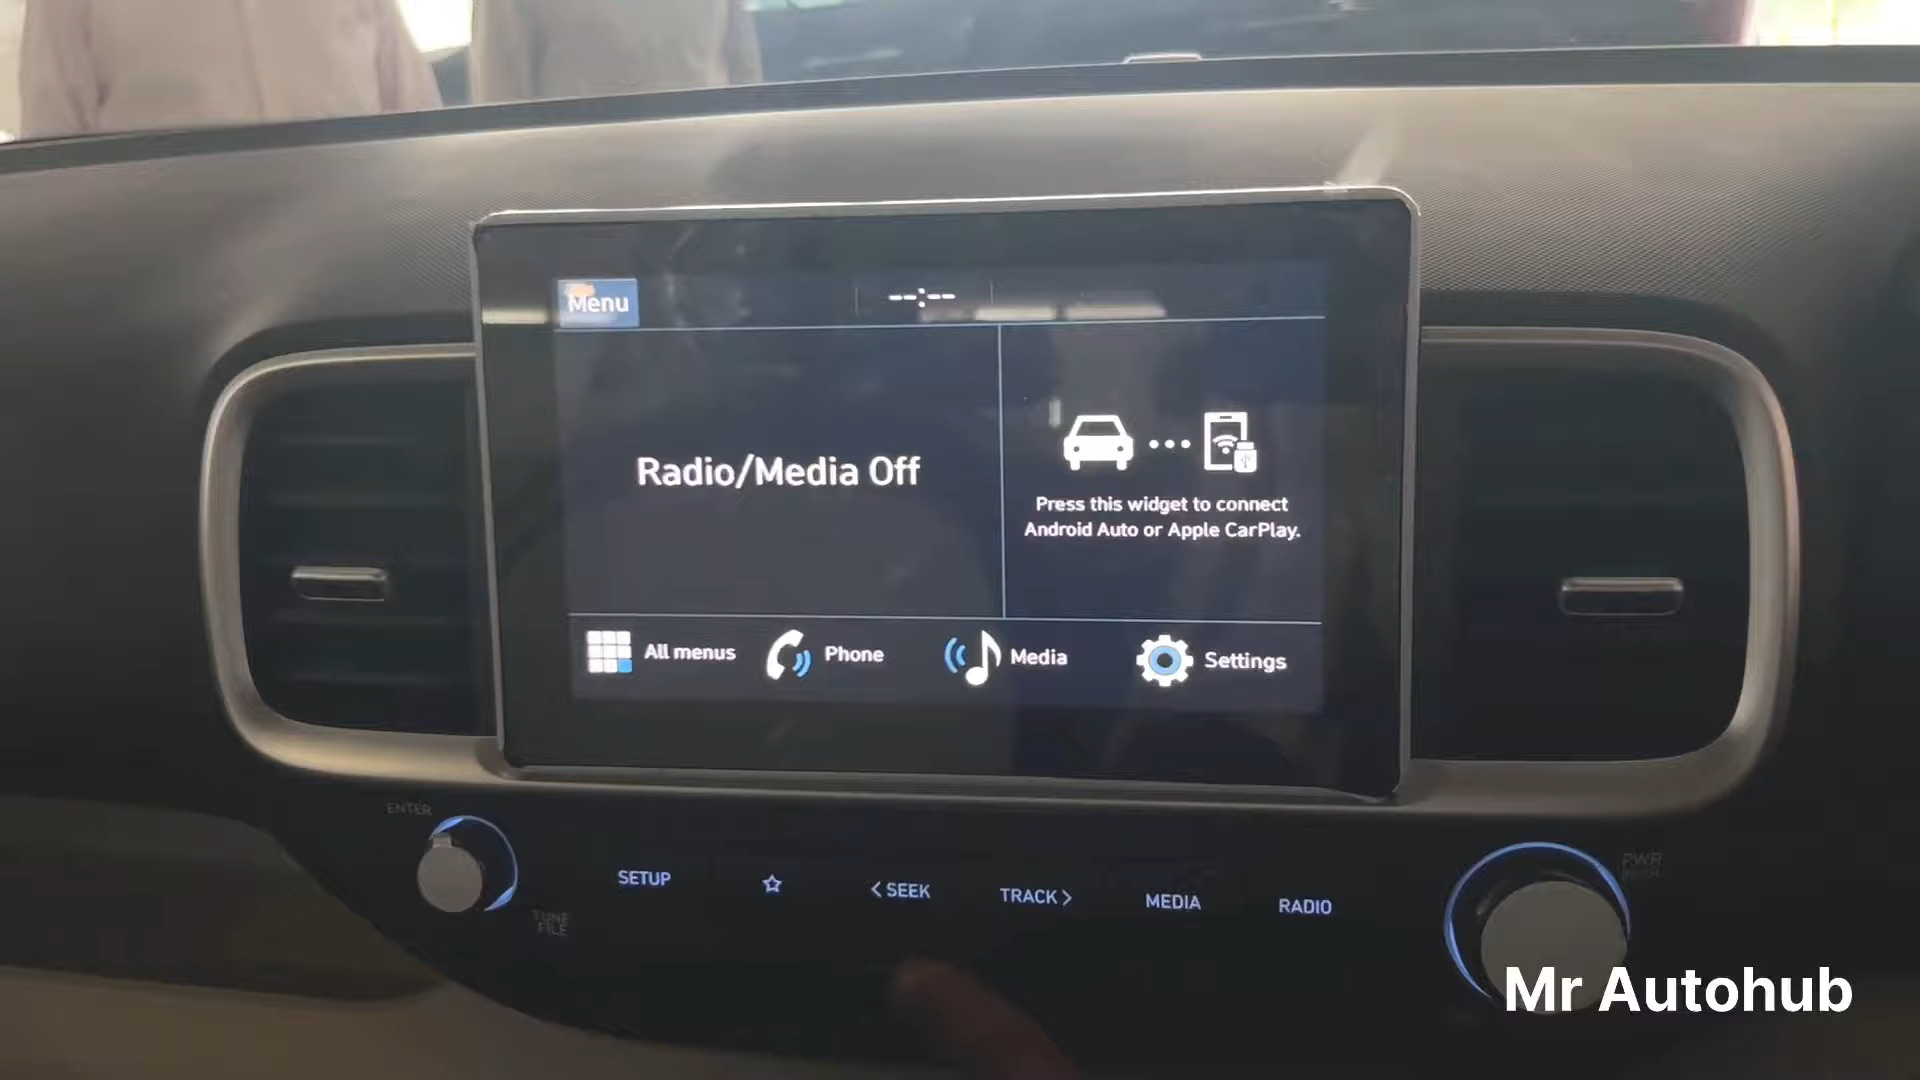 Menu
--:--
Radio/Media Off
Press this widget to connect
Android Auto or Apple CarPlay.
All menus
Phone
Media
Settings
ENTER
TUNE
FILE
SETUP
< SEEK
TRACK >
MEDIA
RADIO
PWR
PUSH
Mr Autohub